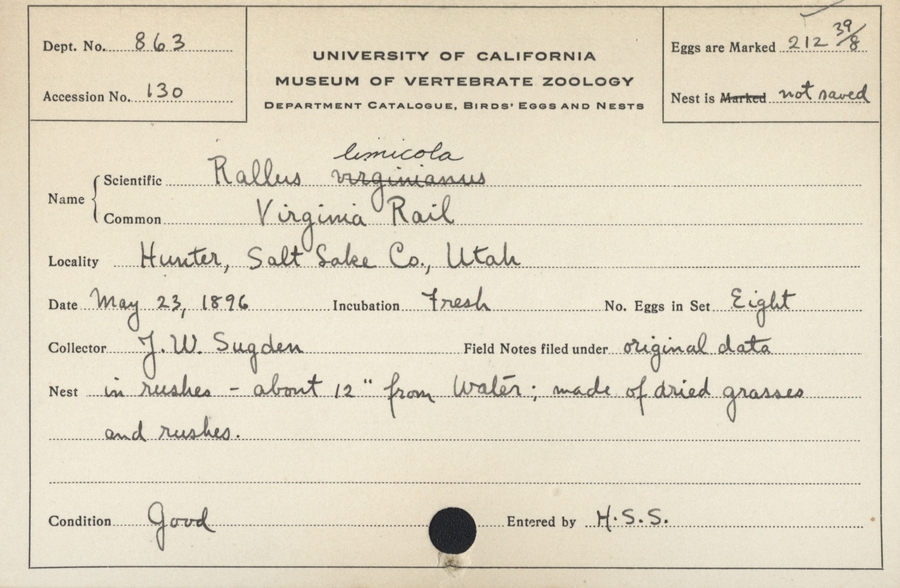 Dept. No. 863
Accession No. 130
UNIVERSITY OF CALIFORNIA
MUSEUM OF VERTEBRATE ZOOLOGY
DEPARTMENT CATALOGUE, BIRDS' EGGS AND NESTS
Eggs are Marked 212 39/8
Nest is Marked not saved
limicola
Name Scientific Rallus virginianus
Common Virginia Rail
Locality Hunter, Salt Lake Co., Utah
Date May 23, 1896 Incubation Fresh No. Eggs in Set Eight
Collector J. W. Sugden Field Notes filed under original data
Nest in rushes - about 12" from Water; made of dried grasses
and rushes.
Condition Good Entered by H.S.S.